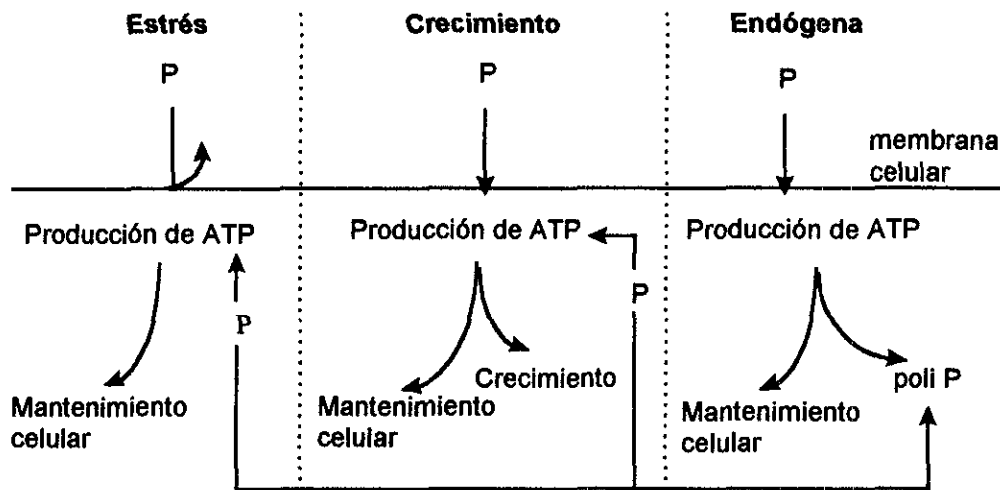 Estrés
Crecimiento
Endógena
P
P
P
membrana
celular
Producción de ATP
Producción de ATP
Producción de ATP
P
P
Mantenimiento
celular
Crecimiento
Mantenimiento
celular
poli P
Mantenimiento
celular